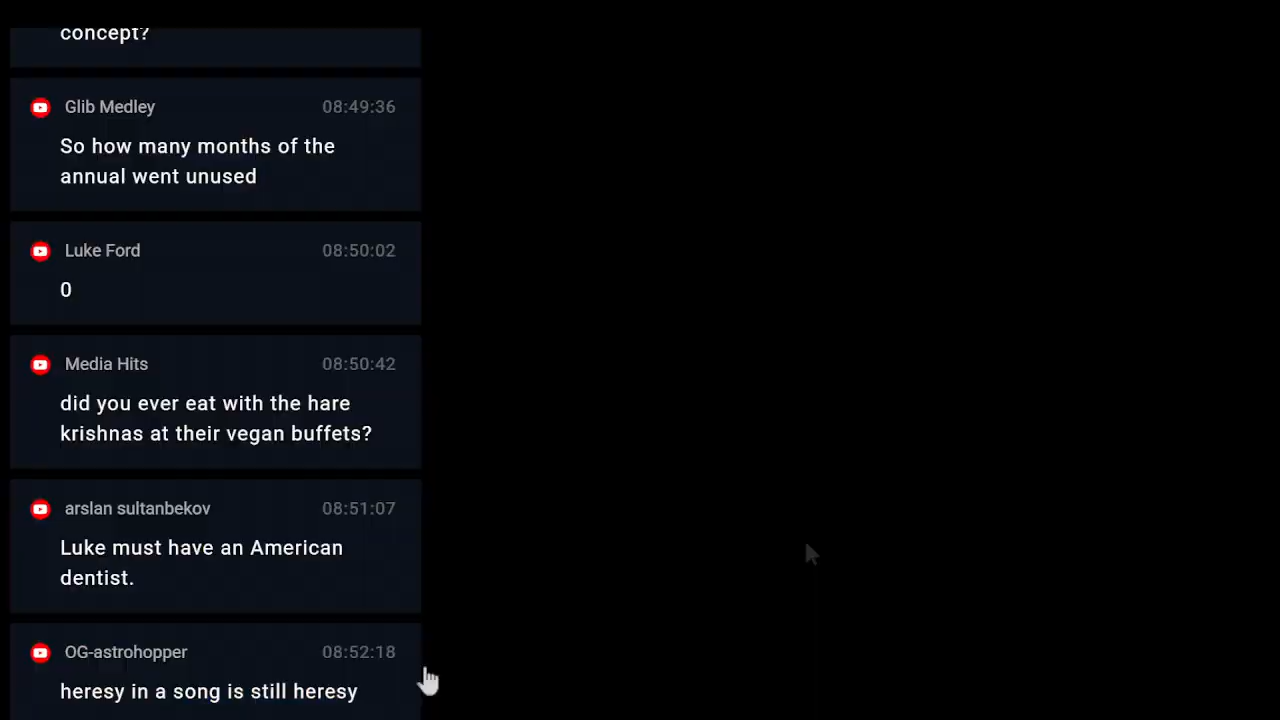 concept?
Glib Medley 08:49:36
So how many months of the
annual went unused
Luke Ford 08:50:02
0
Media Hits 08:50:42
did you ever eat with the hare
krishnas at their vegan buffets?
arslan sultanbekov 08:51:07
Luke must have an American
dentist.
OG-astrohopper 08:52:18
heresy in a song is still heresy